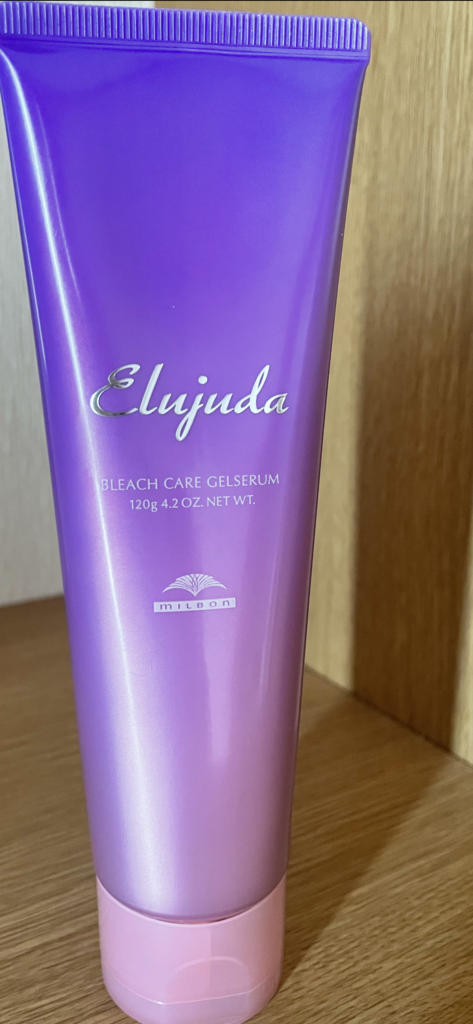 Elujuda
BLEACH CARE GELSERUM
120g 4.2 OZ. NET WT.
MILBON